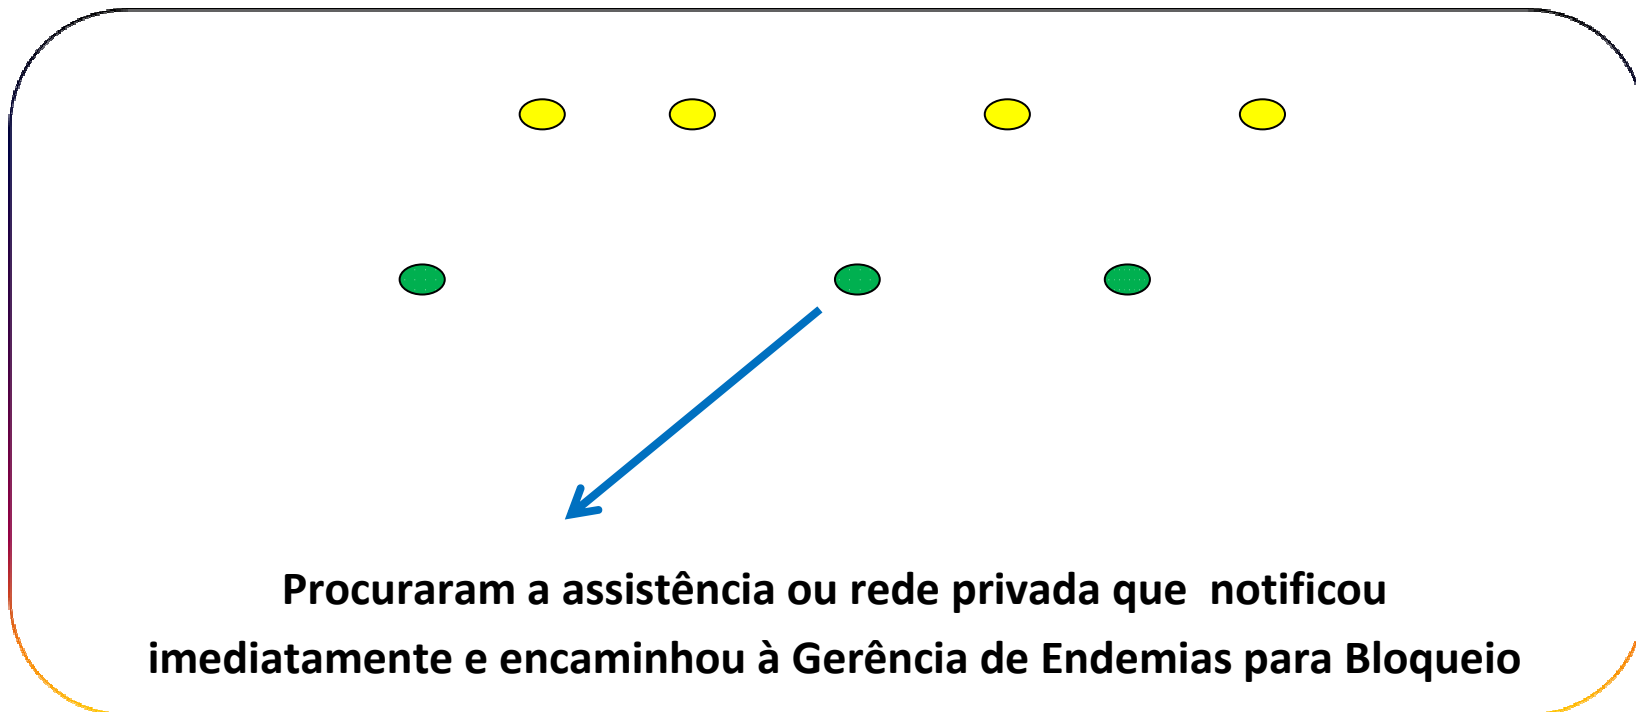 Procuraram a assistência ou rede privada que  notificou
imediatamente e encaminhou à Gerência de Endemias para Bloqueio